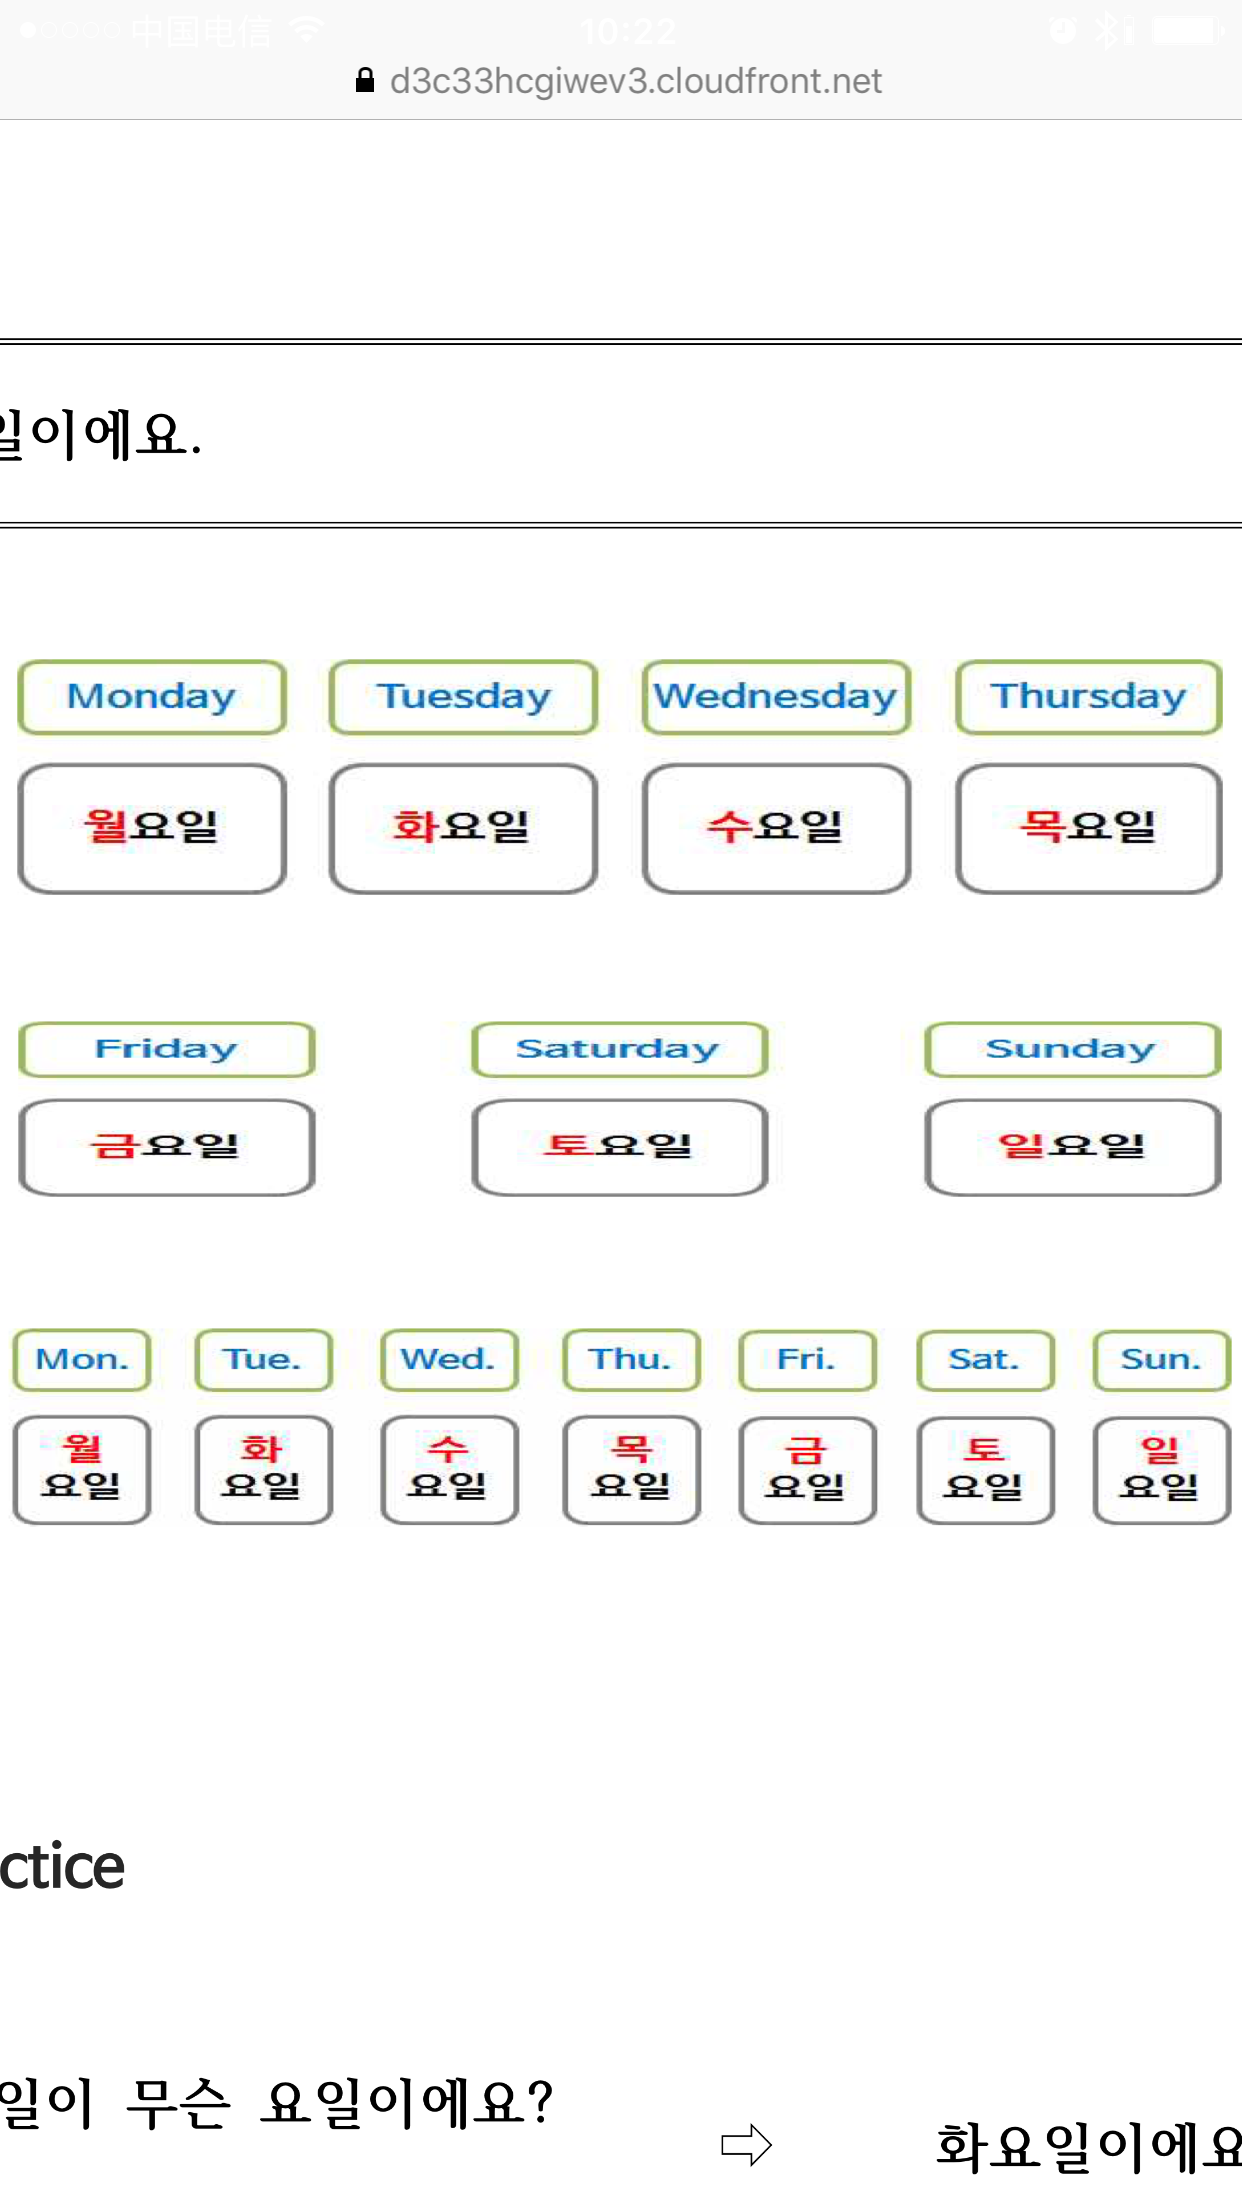 中国电信 10:22
d3c33hcgiwev3.cloudfront.net
일이에요.
Monday Tuesday Wednesday Thursday
월요일 화요일 수요일 목요일
Friday Saturday Sunday
금요일 토요일 일요일
Mon. Tue. Wed. Thu. Fri. Sat. Sun.
월 화 수 목 금 토 일
요일 요일 요일 요일 요일 요일 요일
ctice
일이 무슨 요일이에요?
⇨ 화요일이에요